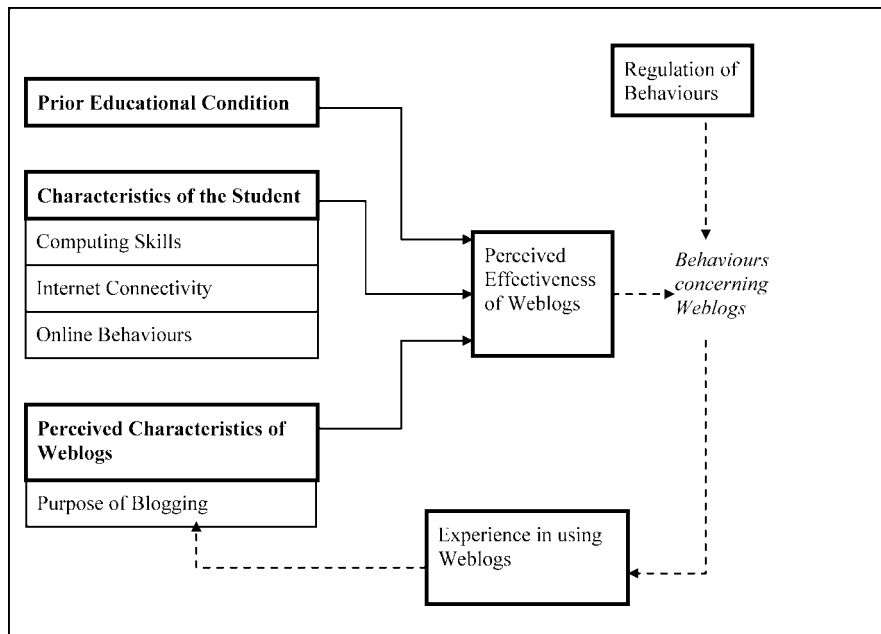 Prior Educational Condition
Characteristics of the Student
Computing Skills
Internet Connectivity
Online Behaviours
Perceived Characteristics of
Weblogs
Purpose of Blogging
Perceived
Effectiveness
of Weblogs
Regulation of
Behaviours
Behaviours
concerning
Weblogs
Experience in using
Weblogs